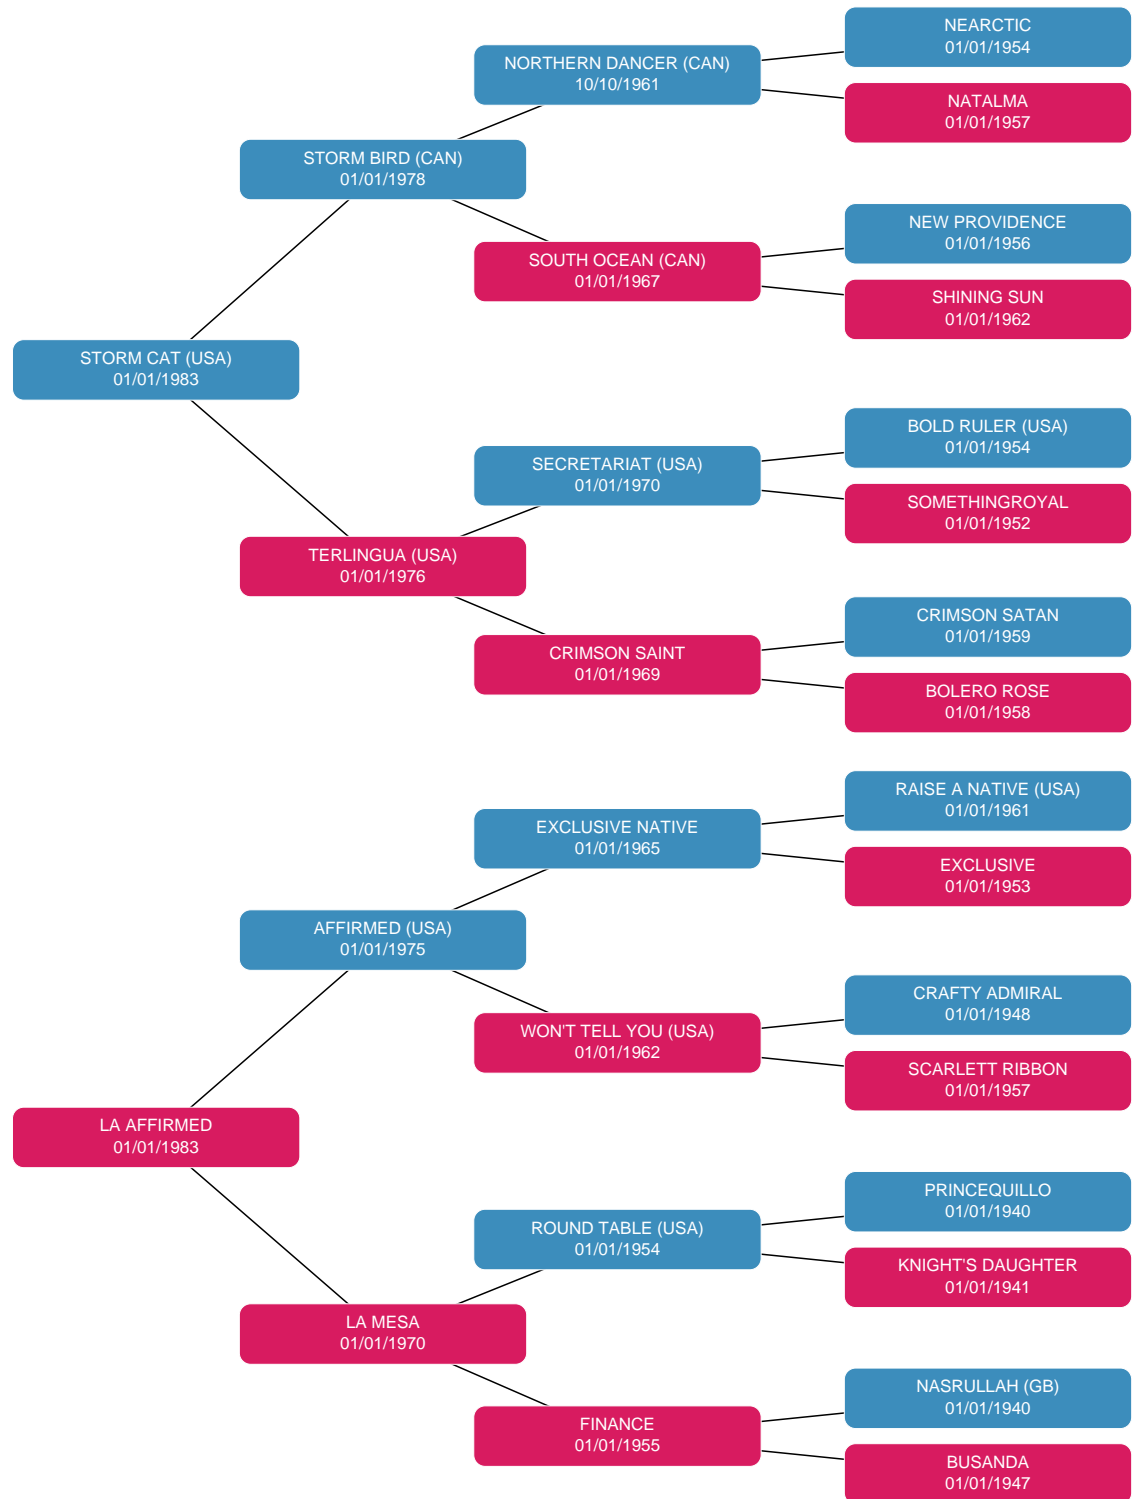 NEARCTIC
01/01/1954
NORTHERN DANCER (CAN)
10/10/1961
NATALMA
01/01/1957
STORM BIRD (CAN)
01/01/1978
NEW PROVIDENCE
01/01/1956
SOUTH OCEAN (CAN)
01/01/1967
SHINING SUN
01/01/1962
STORM CAT (USA)
01/01/1983
BOLD RULER (USA)
01/01/1954
SECRETARIAT (USA)
01/01/1970
SOMETHINGROYAL
01/01/1952
TERLINGUA (USA)
01/01/1976
CRIMSON SATAN
01/01/1959
CRIMSON SAINT
01/01/1969
BOLERO ROSE
01/01/1958
RAISE A NATIVE (USA)
01/01/1961
EXCLUSIVE NATIVE
01/01/1965
EXCLUSIVE
01/01/1953
AFFIRMED (USA)
01/01/1975
CRAFTY ADMIRAL
01/01/1948
WON'T TELL YOU (USA)
01/01/1962
SCARLETT RIBBON
01/01/1957
LA AFFIRMED
01/01/1983
PRINCEQUILLO
01/01/1940
ROUND TABLE (USA)
01/01/1954
KNIGHT'S DAUGHTER
01/01/1941
LA MESA
01/01/1970
NASRULLAH (GB)
01/01/1940
FINANCE
01/01/1955
BUSANDA
01/01/1947